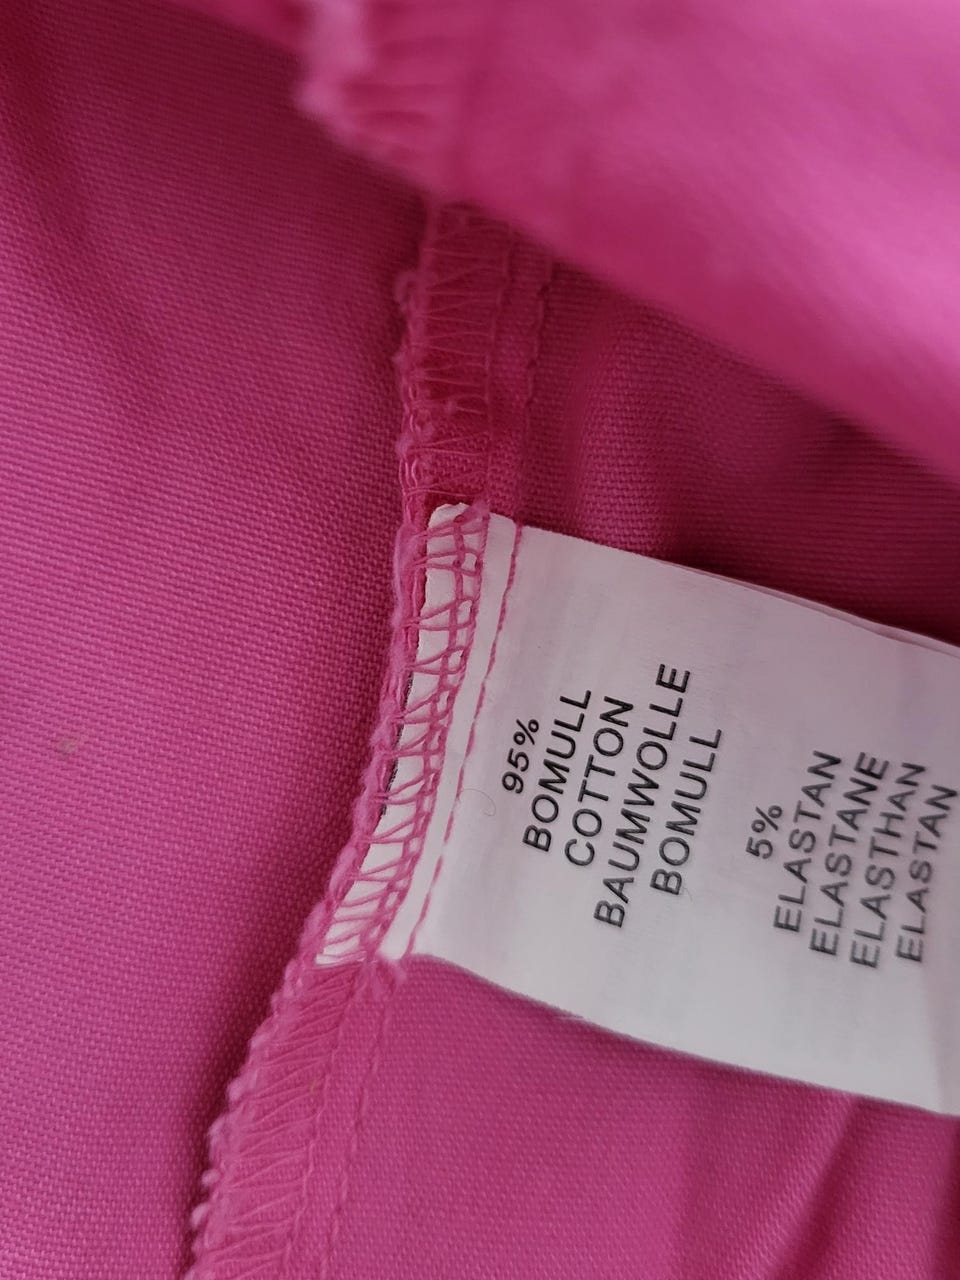 95%
BOMULL
COTTON
BAUMWOLLE
BOMULL
5%
ELASTAN
ELASTANE
ELASTHAN
ELASTAN